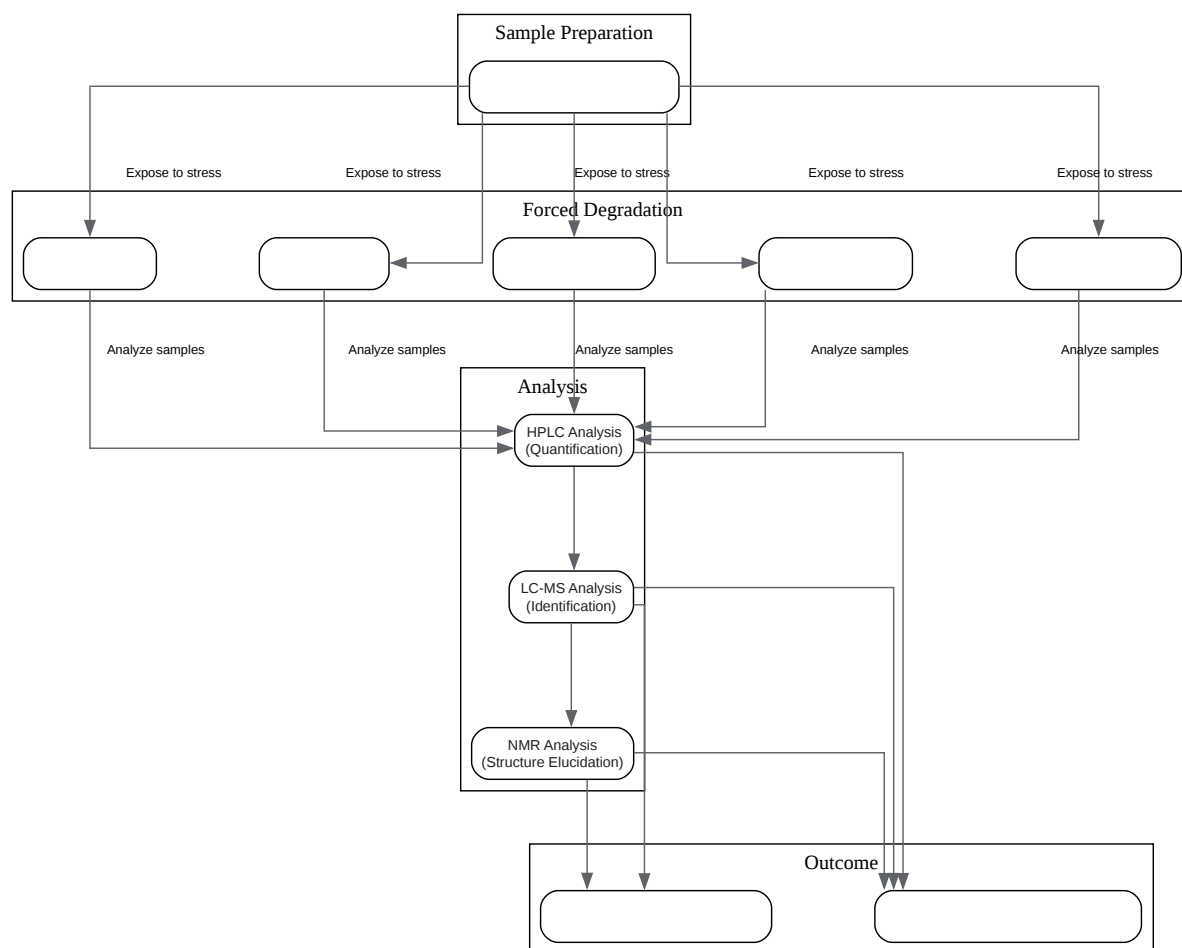 Sample Preparation
Expose to stress
Expose to stress
Expose to stress
Expose to stress
Expose to stress
Forced Degradation
Analyze samples
Analyze samples
Analyze samples
Analyze samples
Analyze samples
Analysis
HPLC Analysis
(Quantification)
LC-MS Analysis
(Identification)
NMR Analysis
(Structure Elucidation)
Outcome